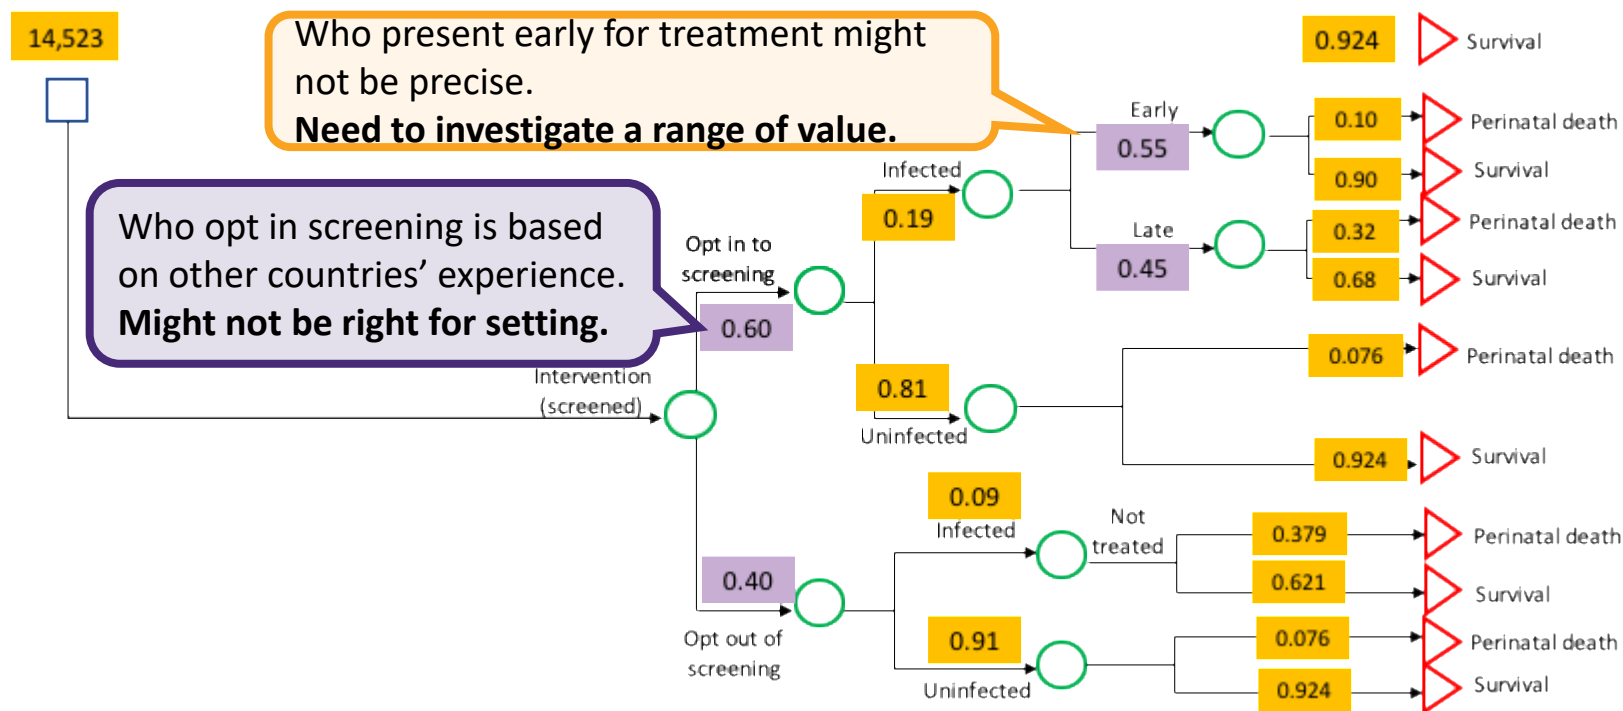 14,523
Who present early for treatment might
not be precise.
Need to investigate a range of value.
0.924
Survival
Early
0.55
0.10
Perinatal death
0.90
Survival
Infected
0.19
Late
0.45
0.32
Perinatal death
0.68
Survival
Who opt in screening is based
on other countries’ experience.
Might not be right for setting.
Opt in to
screening
0.60
0.076
Perinatal death
Intervention
(screened)
0.81
Uninfected
0.924
Survival
0.09
Infected
Not
treated
0.379
Perinatal death
0.621
Survival
0.40
Opt out of
screening
0.91
Uninfected
0.076
Perinatal death
0.924
Survival